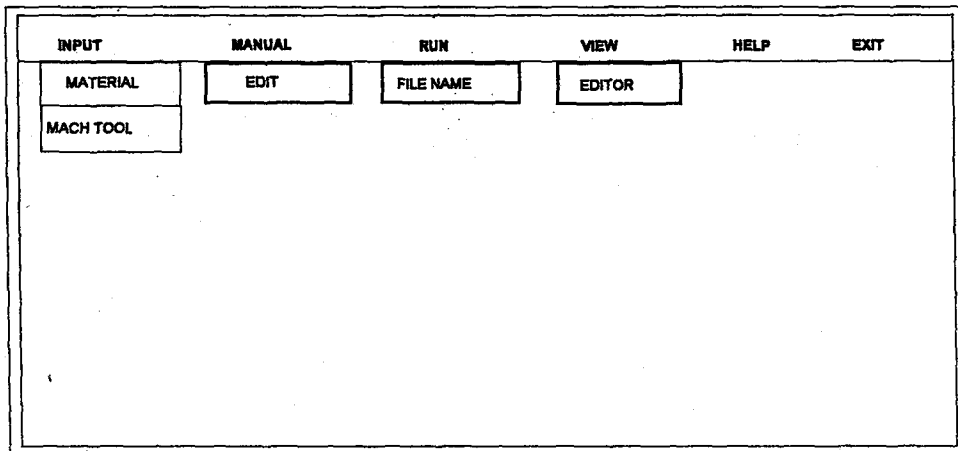 INPUT MANUAL RUN VIEW HELP EXIT
MATERIAL EDIT FILE NAME EDITOR
MACH TOOL